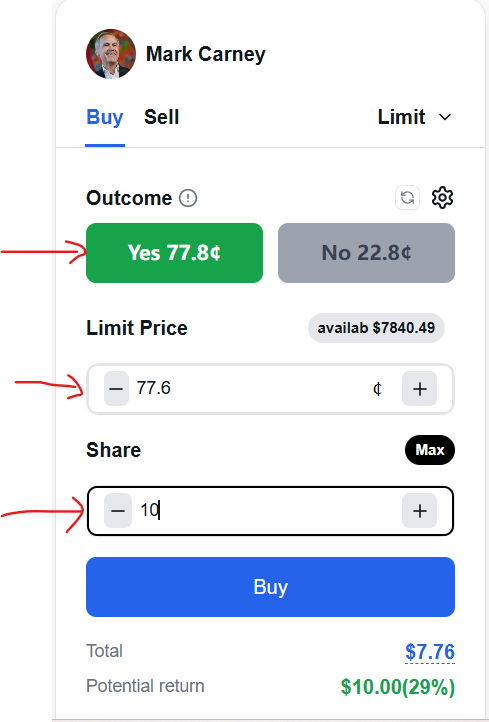 Mark Carney
Buy Sell Limit
Outcome
Yes 77.8¢ No 22.8¢
Limit Price availab $7840.49
77.6 ¢
Share Max
10
Buy
Total $7.76
Potential return $10.00(29%)